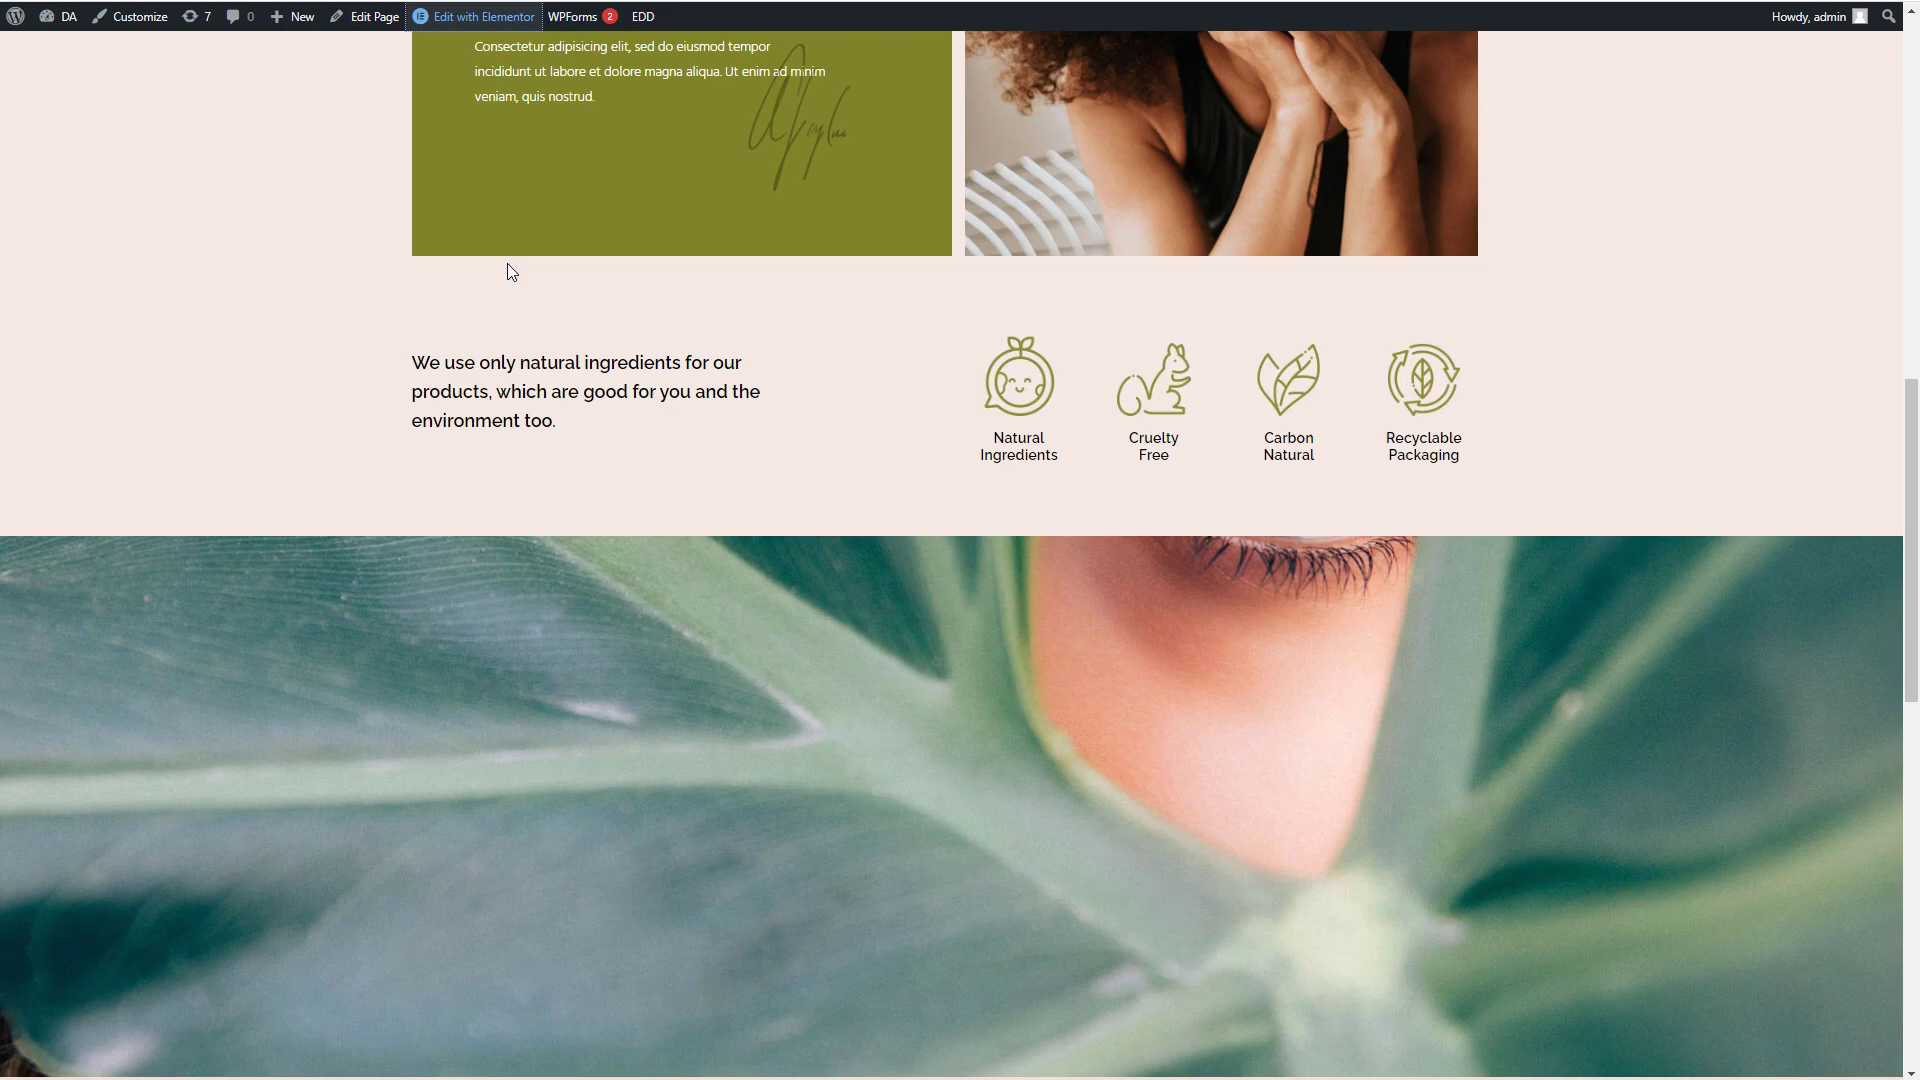 DA Customize 7 0 New Edit Page Edit with Elementor WPForms 2 EDD Howdy, admin
Consectetur adipisicing elit, sed do eiusmod tempor
incididunt ut labore et dolore magna aliqua. Ut enim ad minim
veniam, quis nostrud.
We use only natural ingredients for our
products, which are good for you and the
environment too.
Natural
Ingredients
Cruelty
Free
Carbon
Natural
Recyclable
Packaging